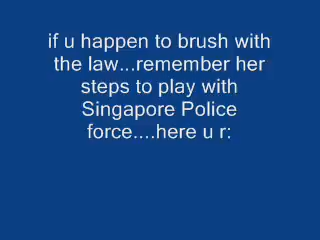 if u happen to brush with
the law...remember her
steps to play with
Singapore Police
force....here u r: